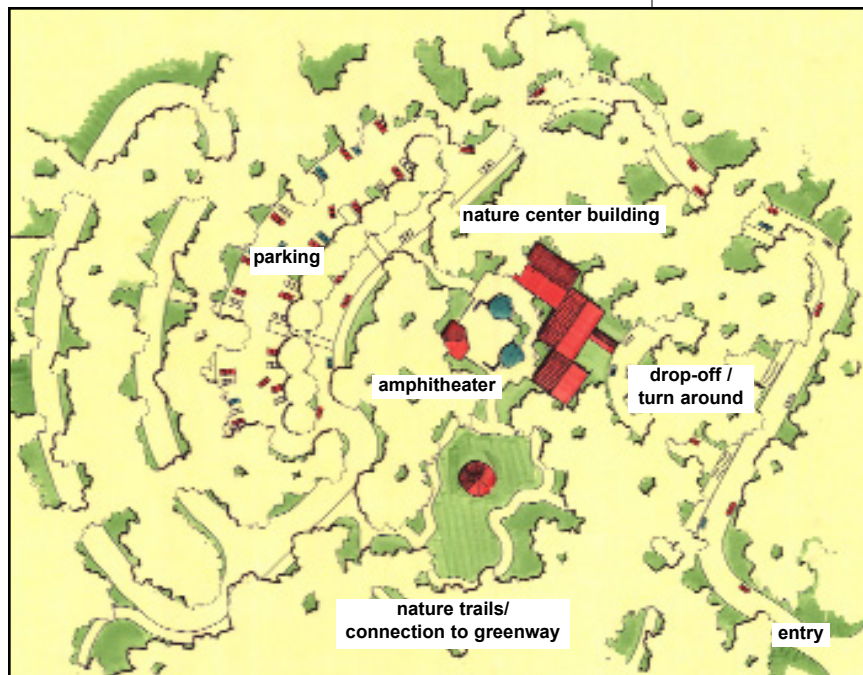 nature center building
parking
amphitheater
drop-off /
turn around
nature trails/
connection to greenway
entry